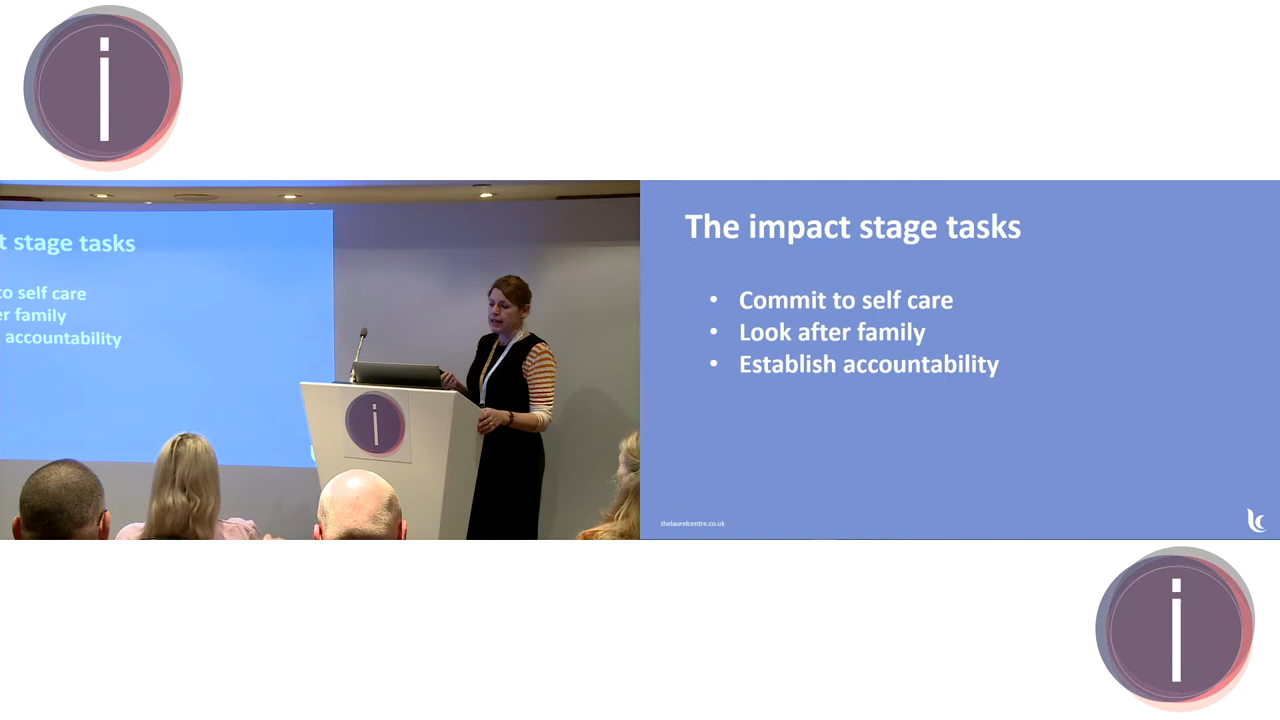 i
t stage tasks
to self care
er family
accountability
i
The impact stage tasks
• Commit to self care
• Look after family
• Establish accountability
thelaurelcentre.co.uk
lc
i